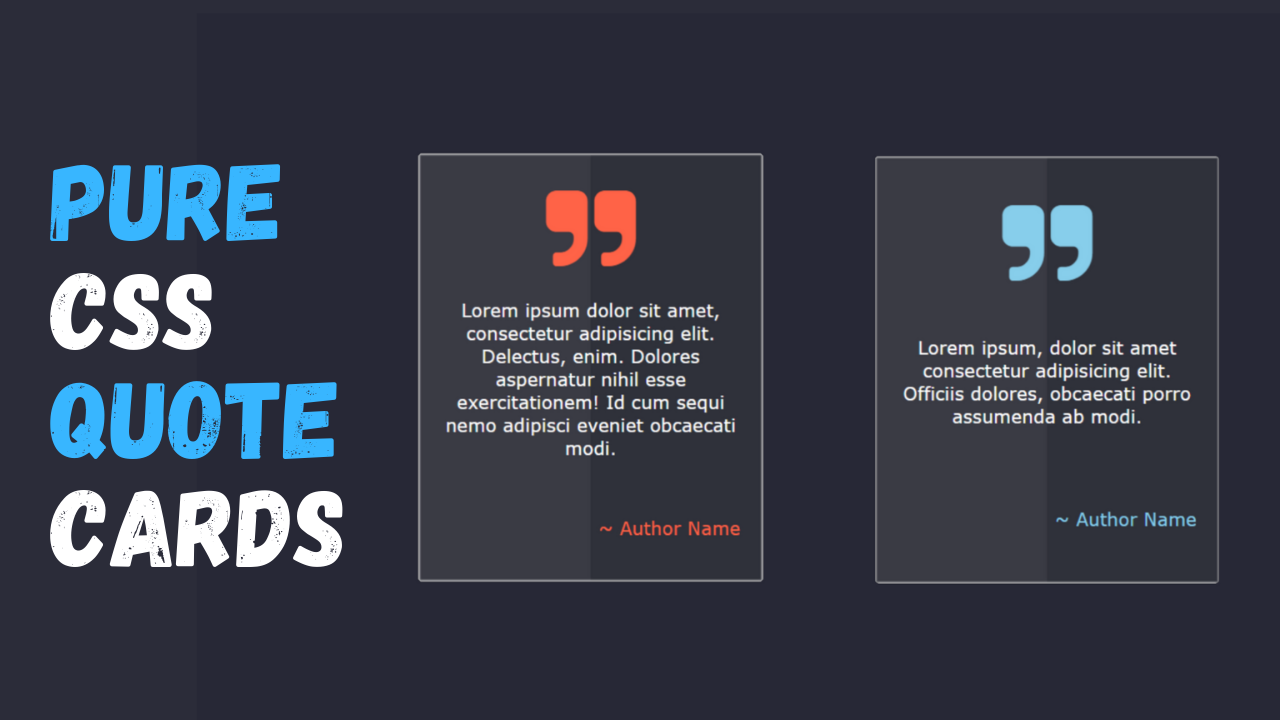 PURE
CSS
QUOTE
CARDS
Lorem ipsum dolor sit amet,
consectetur adipisicing elit.
Delectus, enim. Dolores
aspernatur nihil esse
exercitationem! Id cum sequi
nemo adipisci eveniet obcaecati
modi.
~ Author Name
Lorem ipsum, dolor sit amet
consectetur adipisicing elit.
Officiis dolores, obcaecati porro
assumenda ab modi.
~ Author Name